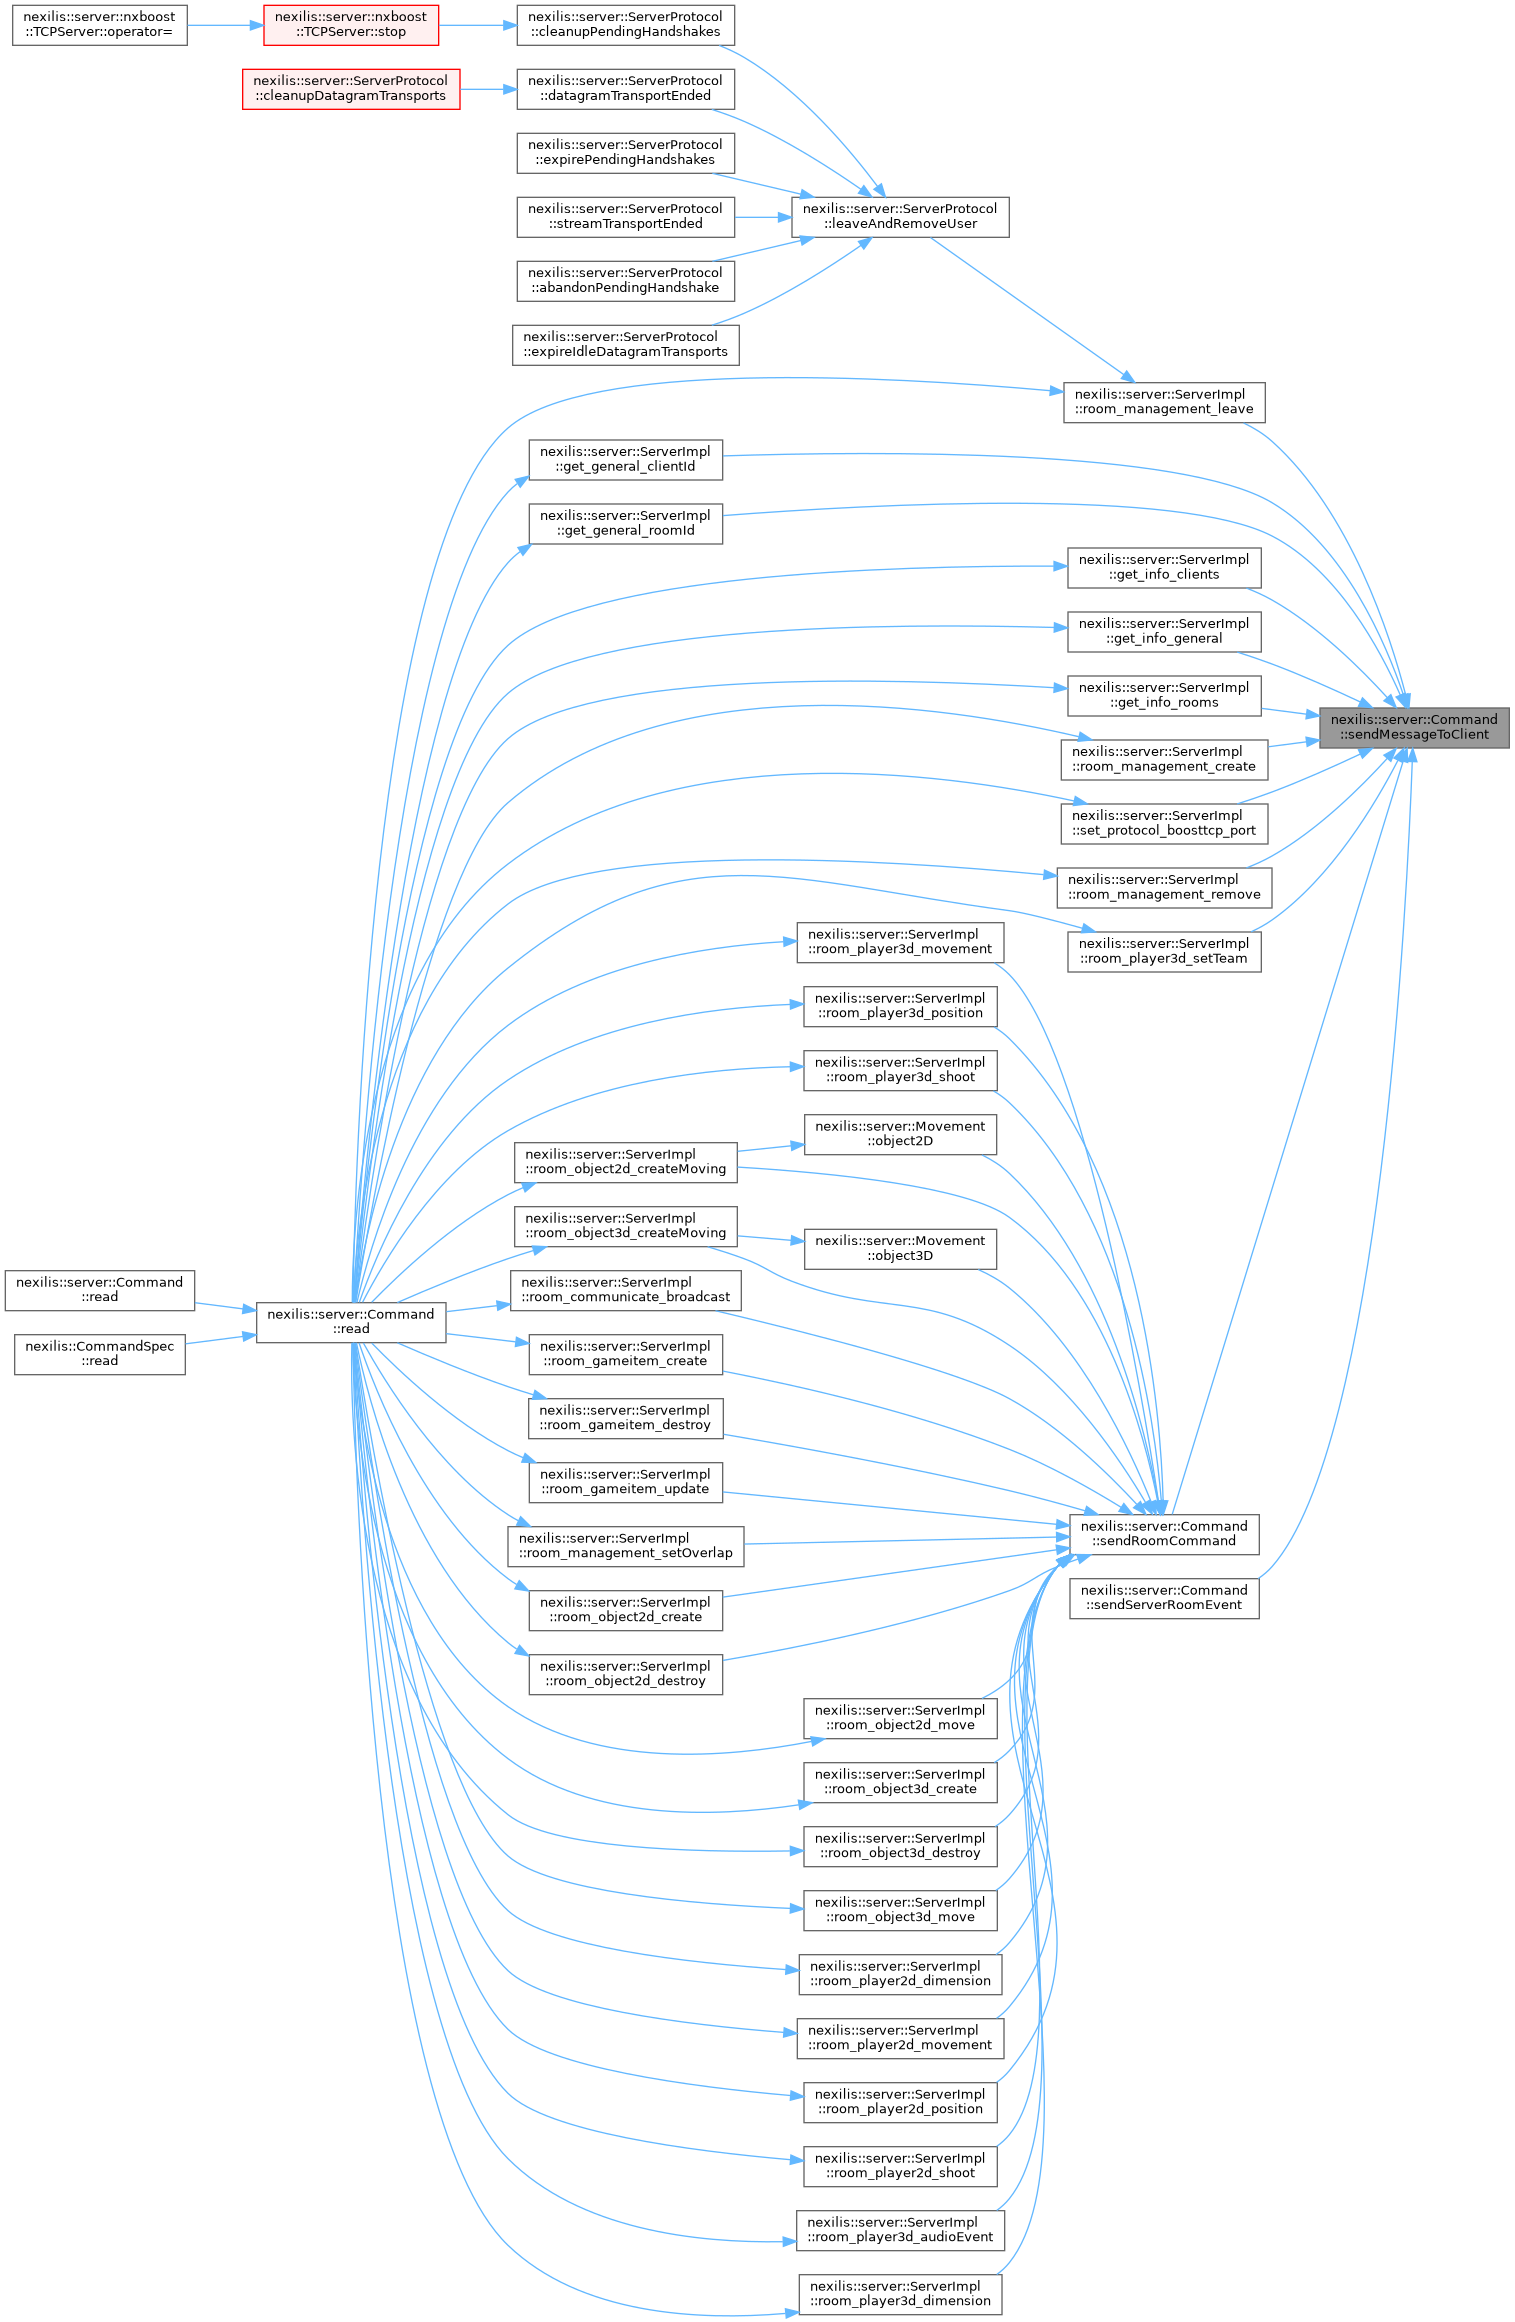 nexilis::server::nxboost
::TCPServer::operator=
nexilis::server::nxboost
::TCPServer::stop
nexilis::server::ServerProtocol
::cleanupPendingHandshakes
nexilis::server::ServerProtocol
::cleanupDatagramTransports
nexilis::server::ServerProtocol
::datagramTransportEnded
nexilis::server::ServerProtocol
::expirePendingHandshakes
nexilis::server::ServerProtocol
::streamTransportEnded
nexilis::server::ServerProtocol
::leaveAndRemoveUser
nexilis::server::ServerProtocol
::abandonPendingHandshake
nexilis::server::ServerProtocol
::expireIdleDatagramTransports
nexilis::server::ServerImpl
::room_management_leave
nexilis::server::ServerImpl
::get_general_clientId
nexilis::server::ServerImpl
::get_general_roomId
nexilis::server::ServerImpl
::get_info_clients
nexilis::server::ServerImpl
::get_info_general
nexilis::server::ServerImpl
::get_info_rooms
nexilis::server::Command
::sendMessageToClient
nexilis::server::ServerImpl
::room_management_create
nexilis::server::ServerImpl
::set_protocol_boosttcp_port
nexilis::server::ServerImpl
::room_management_remove
nexilis::server::ServerImpl
::room_player3d_movement
nexilis::server::ServerImpl
::room_player3d_setTeam
nexilis::server::ServerImpl
::room_player3d_position
nexilis::server::ServerImpl
::room_player3d_shoot
nexilis::server::Movement
::object2D
nexilis::server::ServerImpl
::room_object2d_createMoving
nexilis::server::ServerImpl
::room_object3d_createMoving
nexilis::server::Movement
::object3D
nexilis::server::Command
::read
nexilis::server::ServerImpl
::room_communicate_broadcast
nexilis::server::Command
::read
nexilis::CommandSpec
::read
nexilis::server::ServerImpl
::room_gameitem_create
nexilis::server::ServerImpl
::room_gameitem_destroy
nexilis::server::ServerImpl
::room_gameitem_update
nexilis::server::ServerImpl
::room_management_setOverlap
nexilis::server::Command
::sendRoomCommand
nexilis::server::ServerImpl
::room_object2d_create
nexilis::server::Command
::sendServerRoomEvent
nexilis::server::ServerImpl
::room_object2d_destroy
nexilis::server::ServerImpl
::room_object2d_move
nexilis::server::ServerImpl
::room_object3d_create
nexilis::server::ServerImpl
::room_object3d_destroy
nexilis::server::ServerImpl
::room_object3d_move
nexilis::server::ServerImpl
::room_player2d_dimension
nexilis::server::ServerImpl
::room_player2d_movement
nexilis::server::ServerImpl
::room_player2d_position
nexilis::server::ServerImpl
::room_player2d_shoot
nexilis::server::ServerImpl
::room_player3d_audioEvent
nexilis::server::ServerImpl
::room_player3d_dimension